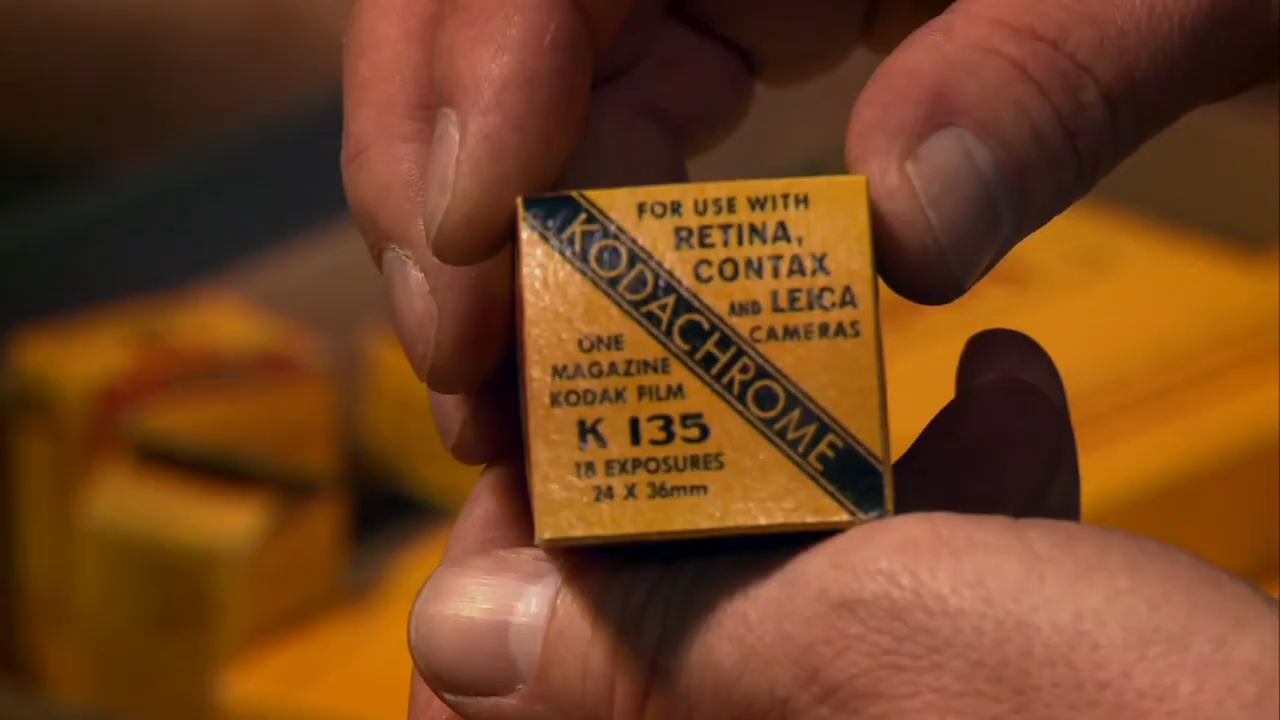 FOR USE WITH
RETINA,
CONTAX
AND LEICA
CAMERAS
KODACHROME
ONE
MAGAZINE
KODAK FILM
K 135
18 EXPOSURES
24 X 36mm